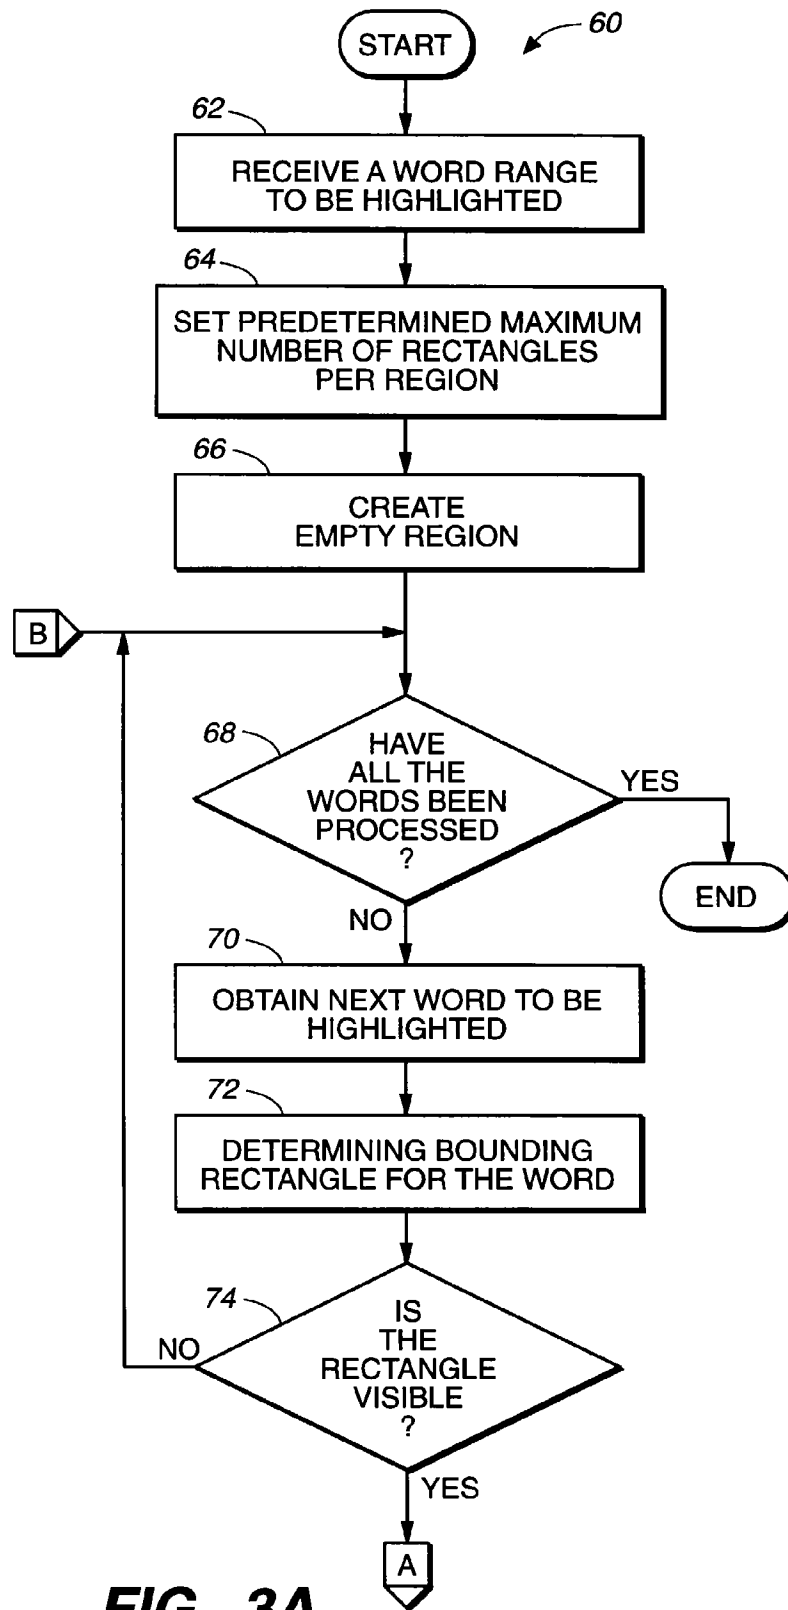 START
60
62
RECEIVE A WORD RANGE
TO BE HIGHLIGHTED
64
SET PREDETERMINED MAXIMUM
NUMBER OF RECTANGLES
PER REGION
66
CREATE
EMPTY REGION
B
68
HAVE
ALL THE
WORDS BEEN
PROCESSED
?
YES
END
NO
70
OBTAIN NEXT WORD TO BE
HIGHLIGHTED
72
DETERMINING BOUNDING
RECTANGLE FOR THE WORD
74
IS
THE
RECTANGLE
VISIBLE
?
NO
YES
A
FIG._3A